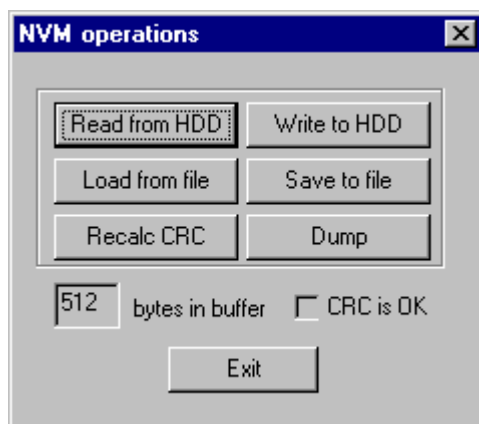 NVM operations
Read from HDD Write to HDD
Load from file Save to file
Recalc CRC Dump
512 bytes in buffer CRC is OK
Exit